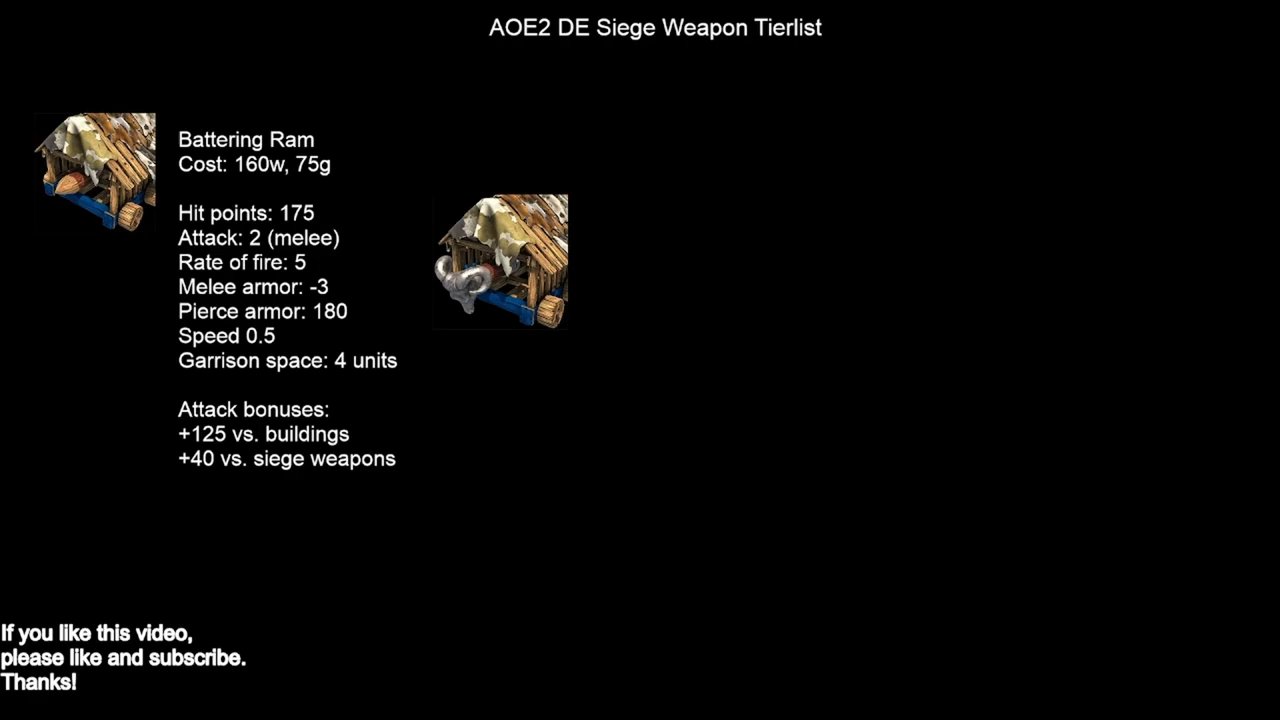 AOE2 DE Siege Weapon Tierlist
Battering Ram
Cost: 160w, 75g
Hit points: 175
Attack: 2 (melee)
Rate of fire: 5
Melee armor: -3
Pierce armor: 180
Speed 0.5
Garrison space: 4 units
Attack bonuses:
+125 vs. buildings
+40 vs. siege weapons
If you like this video,
please like and subscribe.
Thanks!